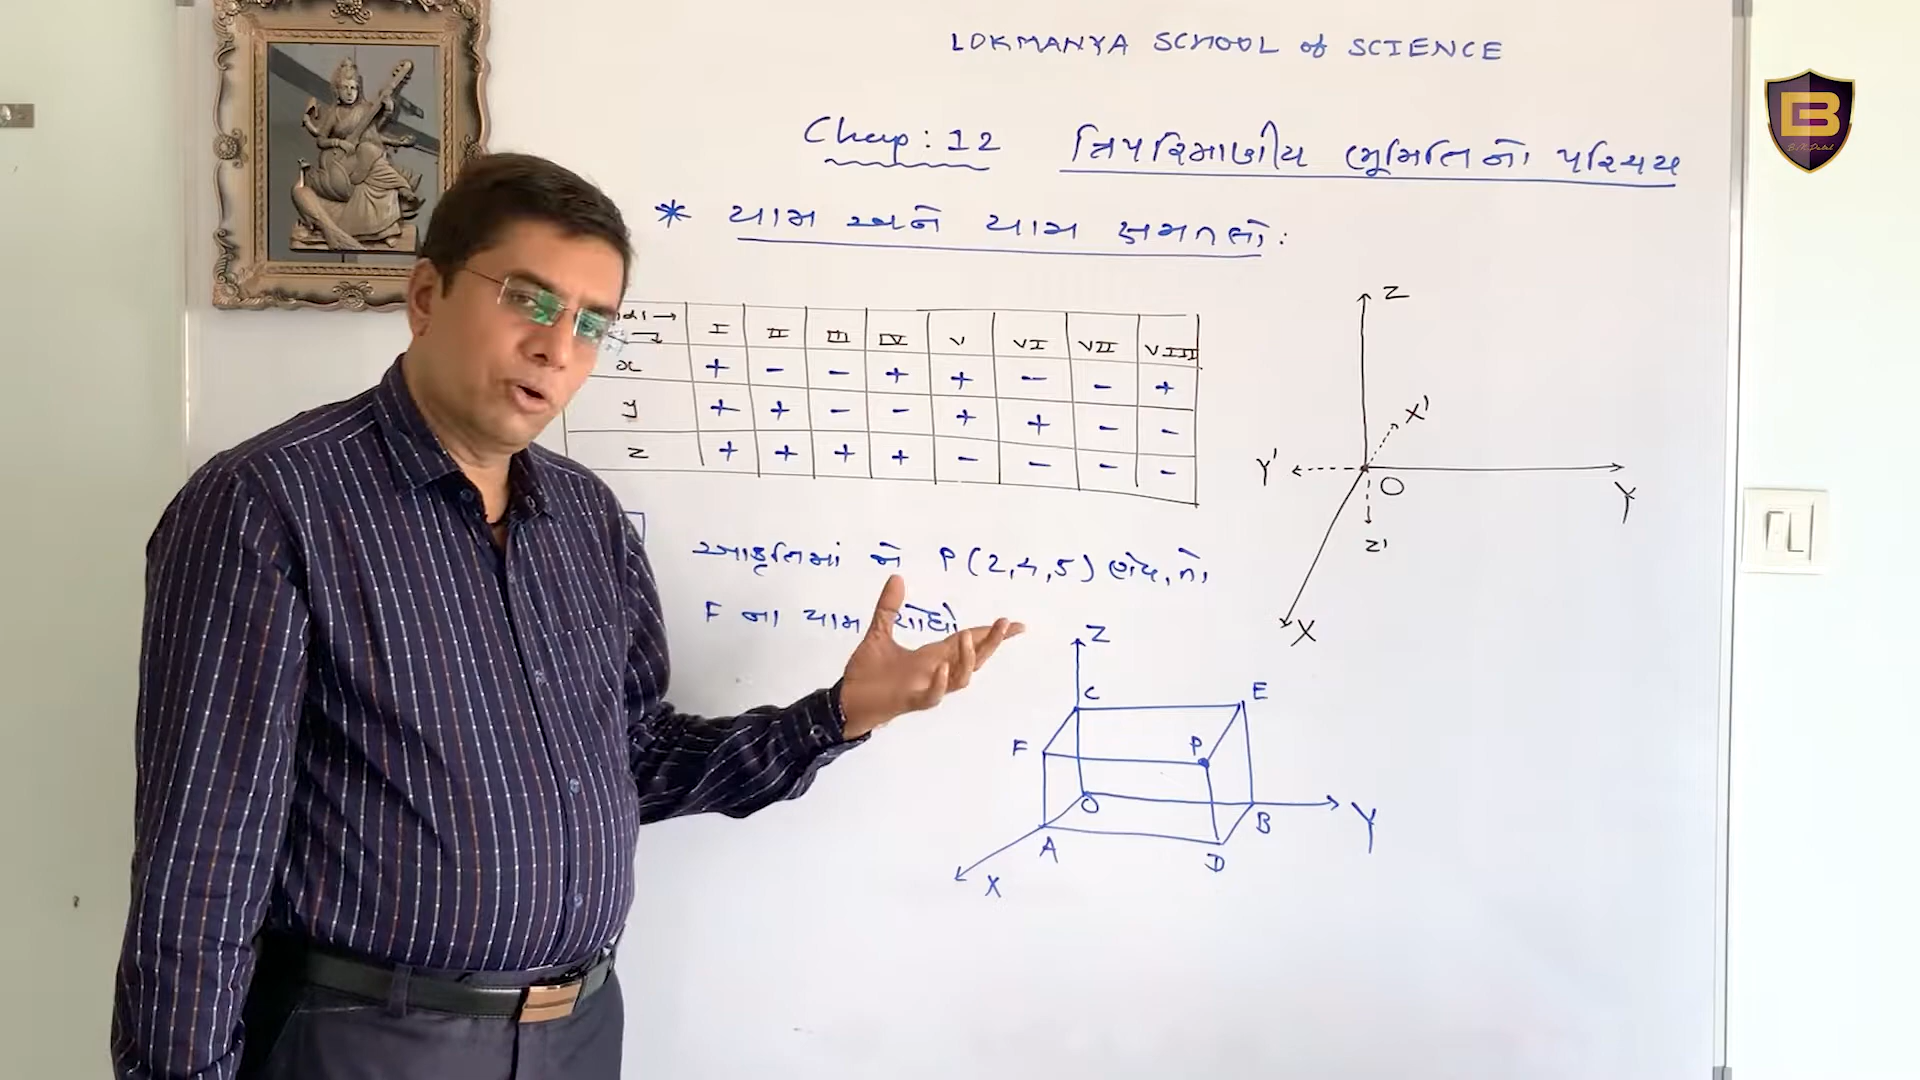 LOKMANYA SCHOOL of SCIENCE
Chap : 12 ત્રિપરિમાણીય ભૂમિતિનો પરિચય
* યામ અને યામ સમતલો :
I II III IV V VI VII VIII
x + - - + + - - +
y + + - - + + - -
z + + + + - - - -
આકૃતિમાં જો P(2,4,5) હોય, તો
F ના યામ શોધો
Z
X'
Y' O Y
Z'
X
Z
C E
F P
O B Y
A D
X
B
B.K.Patel